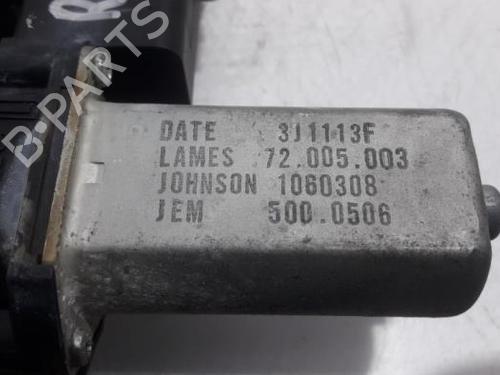 R
DATE 3J1113F
LAMES 72.005.003
JOHNSON 1060308
JEM 500.0506
B-PARTS